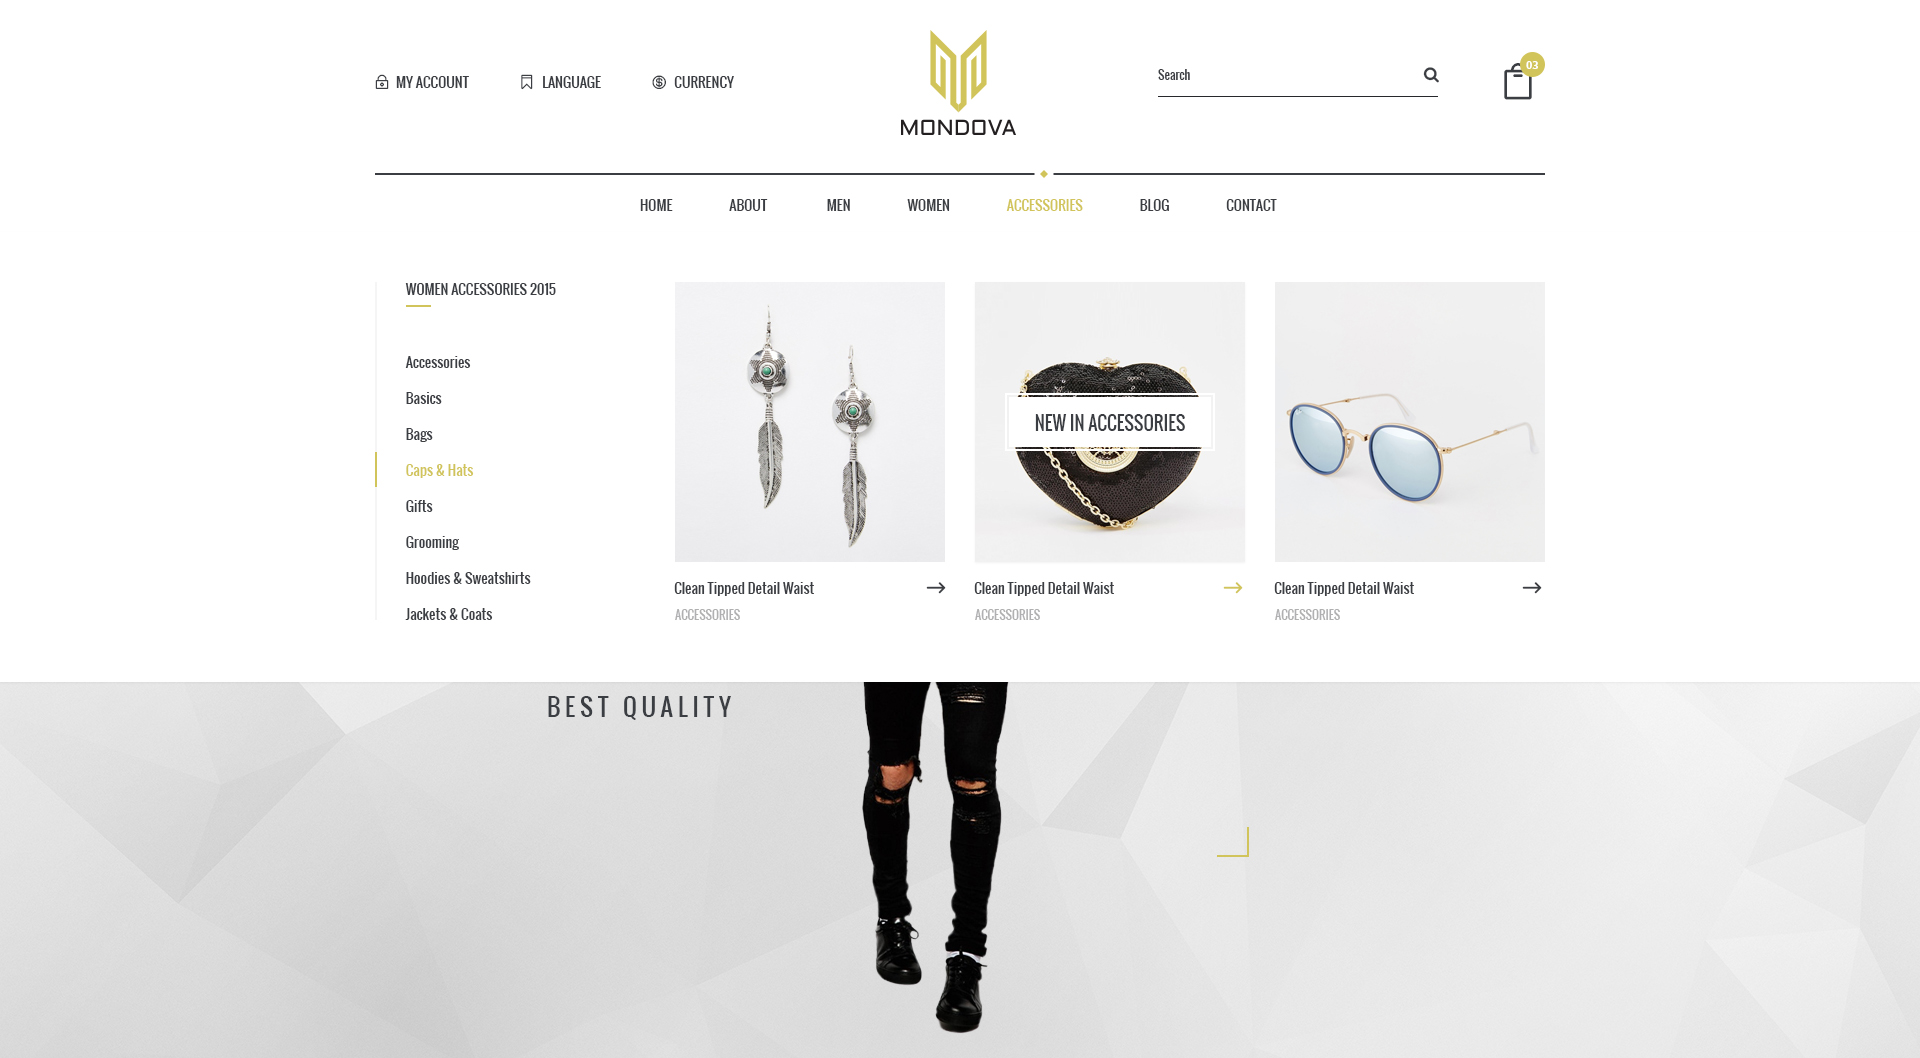 MY ACCOUNT
LANGUAGE
CURRENCY
MONDOVA
Search
03
HOME
ABOUT
MEN
WOMEN
ACCESSORIES
BLOG
CONTACT
WOMEN ACCESSORIES 2015
Accessories
Basics
Bags
Caps & Hats
Gifts
Grooming
Hoodies & Sweatshirts
Jackets & Coats
NEW IN ACCESSORIES
Clean Tipped Detail Waist
ACCESSORIES
Clean Tipped Detail Waist
ACCESSORIES
Clean Tipped Detail Waist
ACCESSORIES
BEST QUALITY